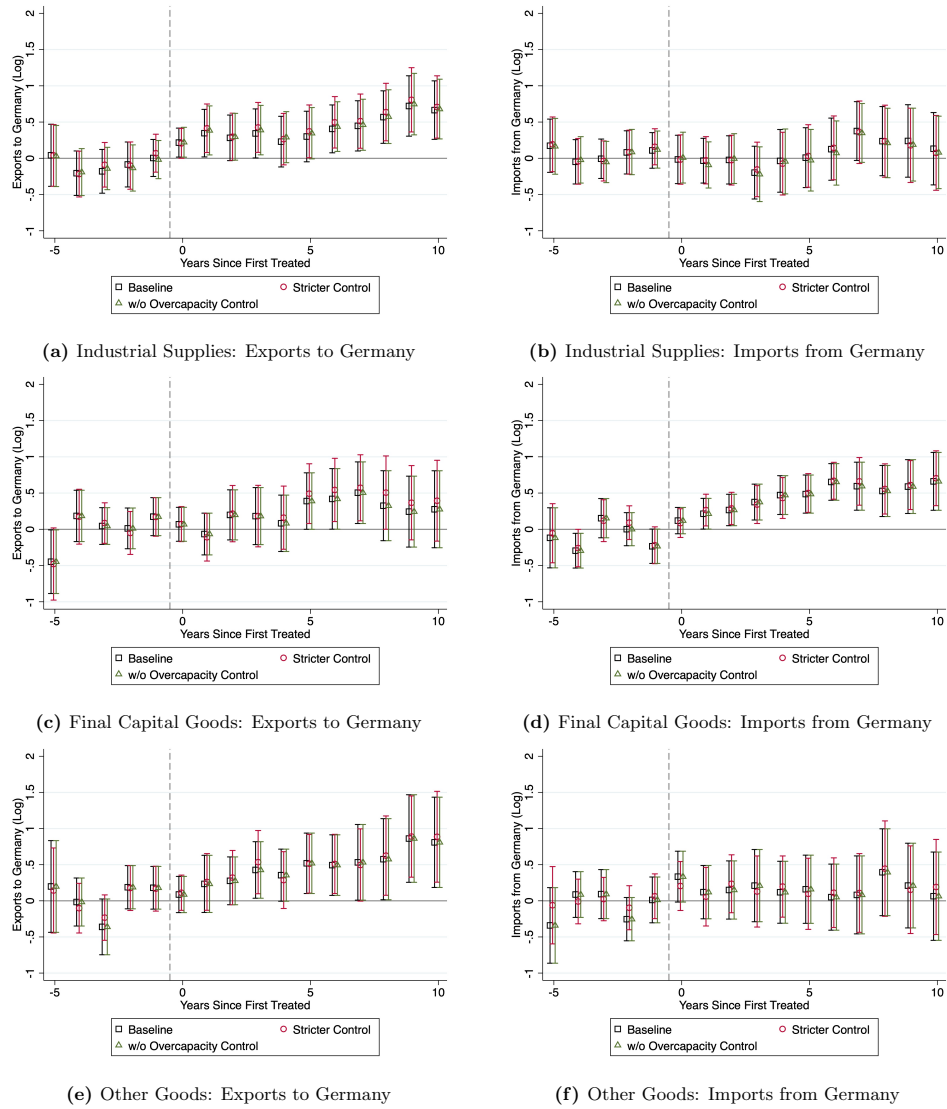 Exports to Germany (Log)
2
1.5
1
.5
0
-.5
-1
-5
0
5
10
Years Since First Treated
Baseline
Stricter Control
w/o Overcapacity Control
(a) Industrial Supplies: Exports to Germany
Imports from Germany (Log)
2
1.5
1
.5
0
-.5
-1
-5
0
5
10
Years Since First Treated
Baseline
Stricter Control
w/o Overcapacity Control
(b) Industrial Supplies: Imports from Germany
Exports to Germany (Log)
2
1.5
1
.5
0
-.5
-1
-5
0
5
10
Years Since First Treated
Baseline
Stricter Control
w/o Overcapacity Control
(c) Final Capital Goods: Exports to Germany
Imports from Germany (Log)
2
1.5
1
.5
0
-.5
-1
-5
0
5
10
Years Since First Treated
Baseline
Stricter Control
w/o Overcapacity Control
(d) Final Capital Goods: Imports from Germany
Exports to Germany (Log)
2
1.5
1
.5
0
-.5
-1
-5
0
5
10
Years Since First Treated
Baseline
Stricter Control
w/o Overcapacity Control
(e) Other Goods: Exports to Germany
Imports from Germany (Log)
2
1.5
1
.5
0
-.5
-1
-5
0
5
10
Years Since First Treated
Baseline
Stricter Control
w/o Overcapacity Control
(f) Other Goods: Imports from Germany